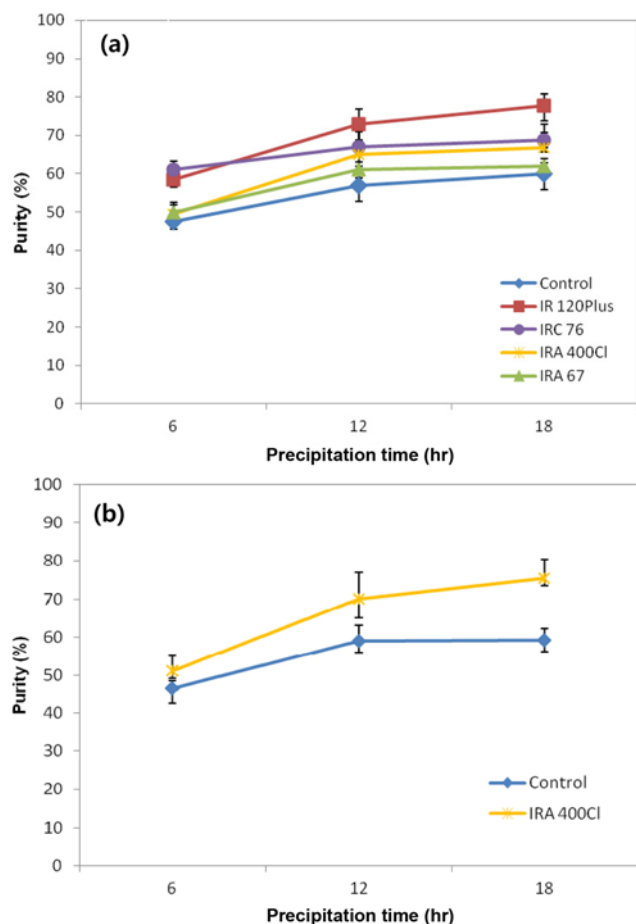 (a)
100
90
80
70
60
50
40
30
20
10
0
Purity (%)
Control
IR 120Plus
IRC 76
IRA 400Cl
IRA 67
6 12 18
Precipitation time (hr)
(b)
100
90
80
70
60
50
40
30
20
10
0
Purity (%)
Control
IRA 400Cl
6 12 18
Precipitation time (hr)